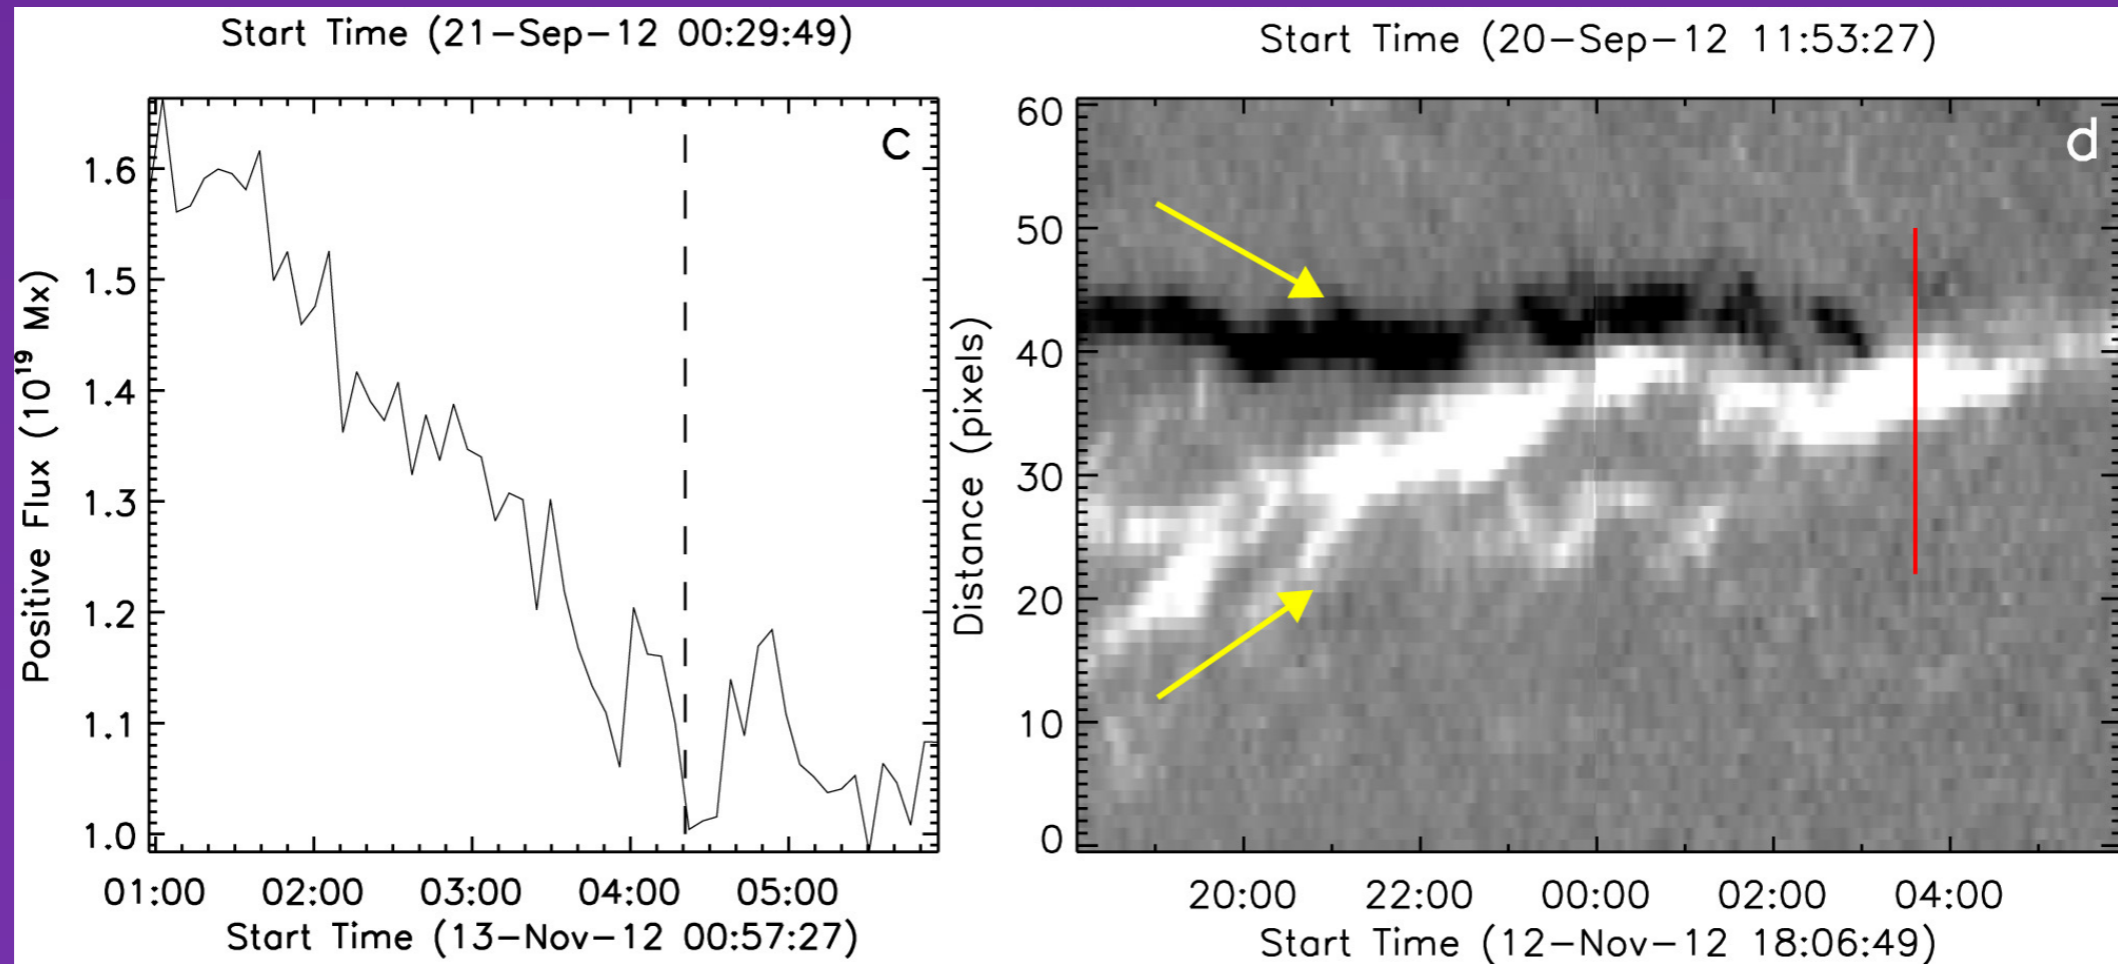 Start Time (21-Sep-12 00:29:49)
Start Time (20-Sep-12 11:53:27)
c
Positive Flux (10¹⁹ Mx)
1.6
1.5
1.4
1.3
1.2
1.1
1.0
01:00 02:00 03:00 04:00 05:00
Start Time (13-Nov-12 00:57:27)
d
Distance (pixels)
60
50
40
30
20
10
0
20:00 22:00 00:00 02:00 04:00
Start Time (12-Nov-12 18:06:49)